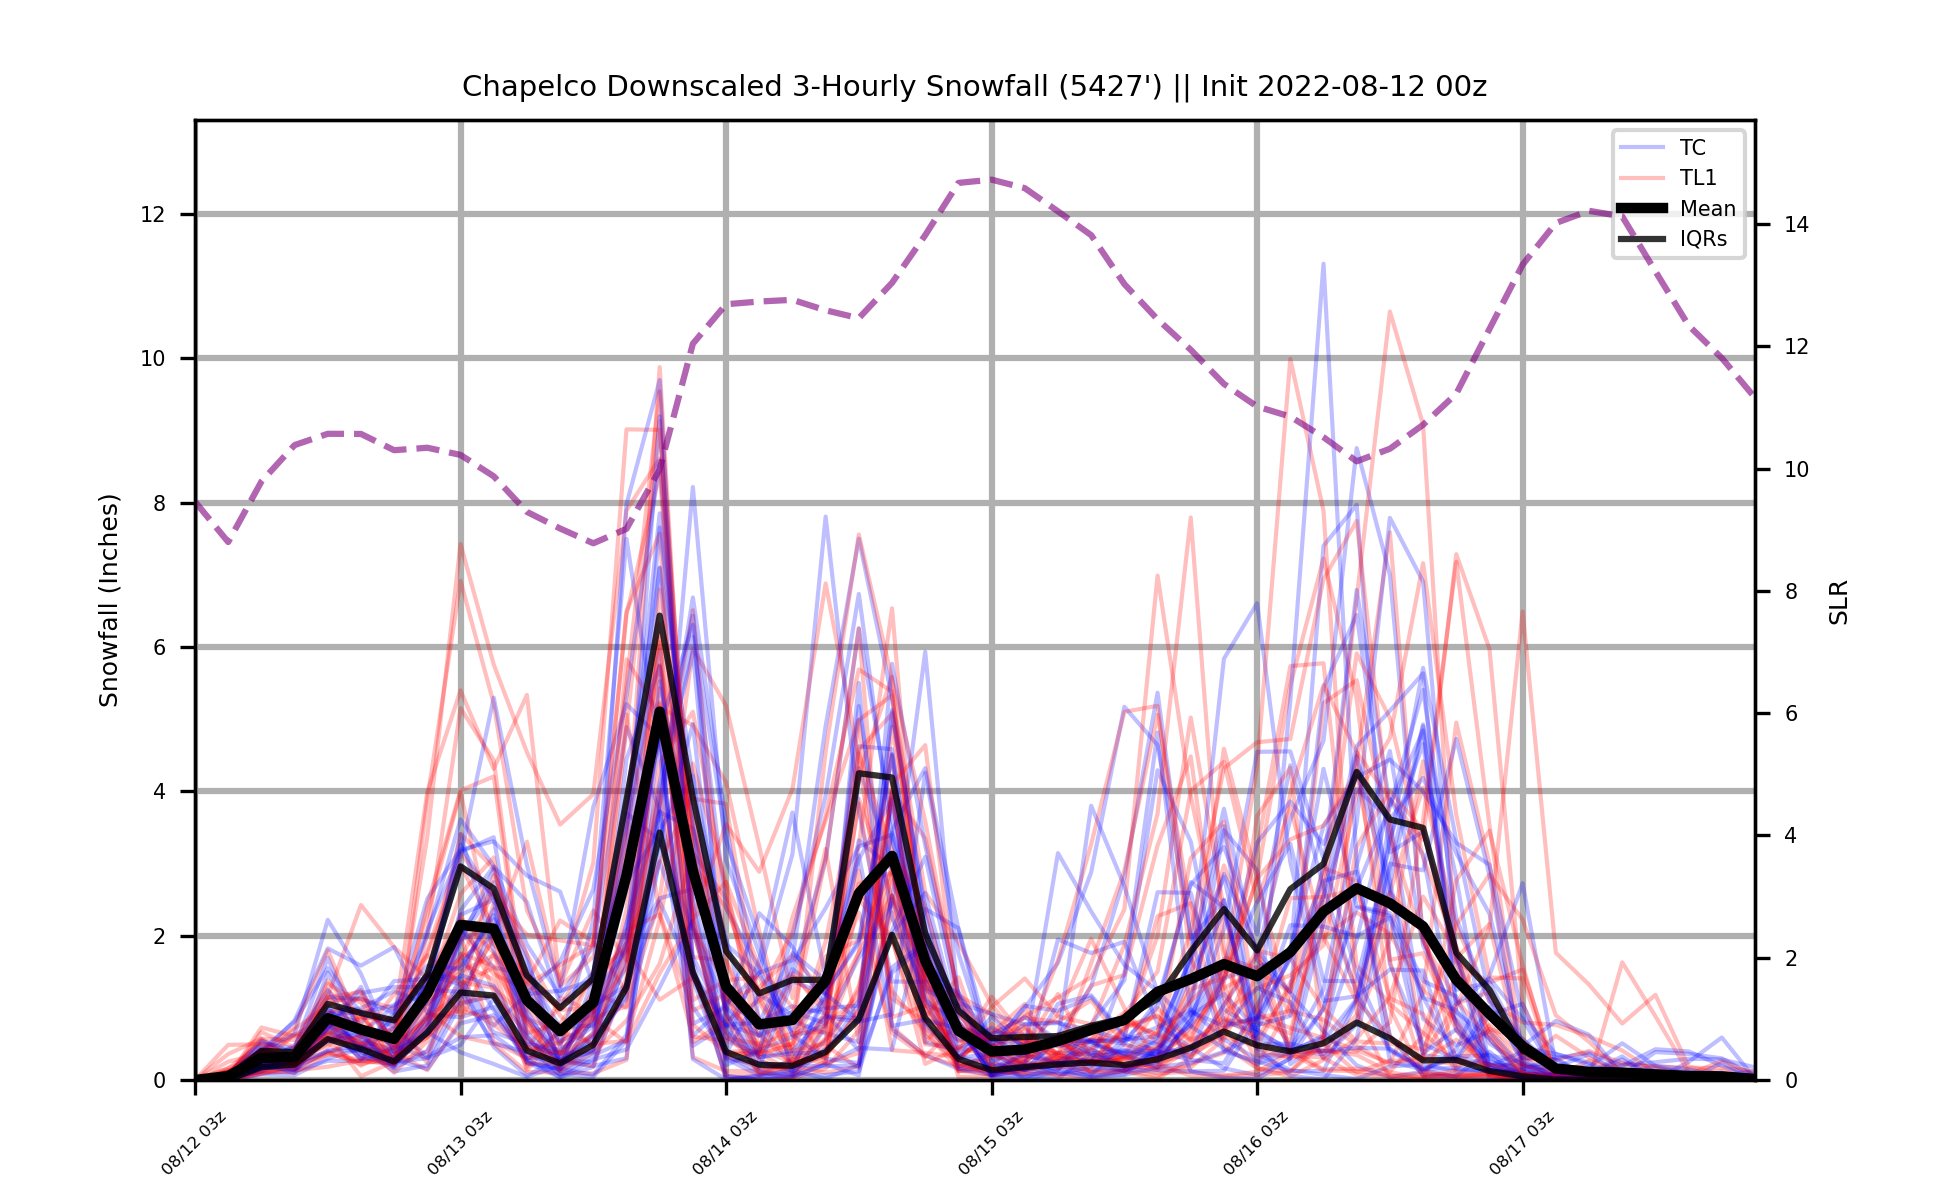 Chapelco Downscaled 3-Hourly Snowfall (5427') || Init 2022-08-12 00z
TC
TL1
Mean
IQRs
12
10
8
6
4
2
0
Snowfall (Inches)
14
12
10
8
6
4
2
0
SLR
08/12 03z
08/13 03z
08/14 03z
08/15 03z
08/16 03z
08/17 03z